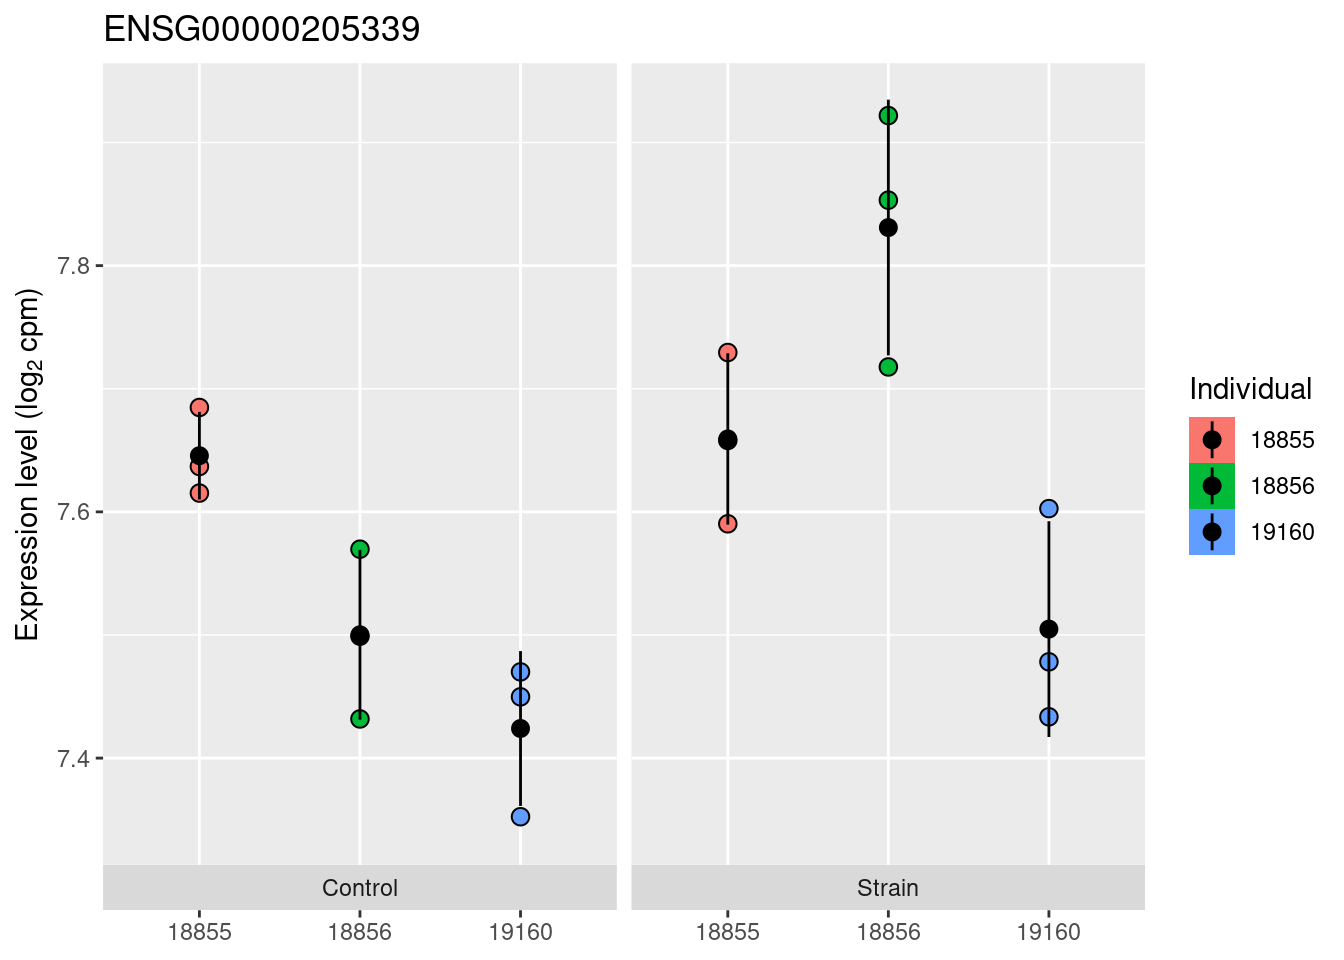 ENSG00000205339
Expression level (log₂ cpm)
7.8
7.6
7.4
Control
Strain
18855
18856
19160
18855
18856
19160
Individual
18855
18856
19160